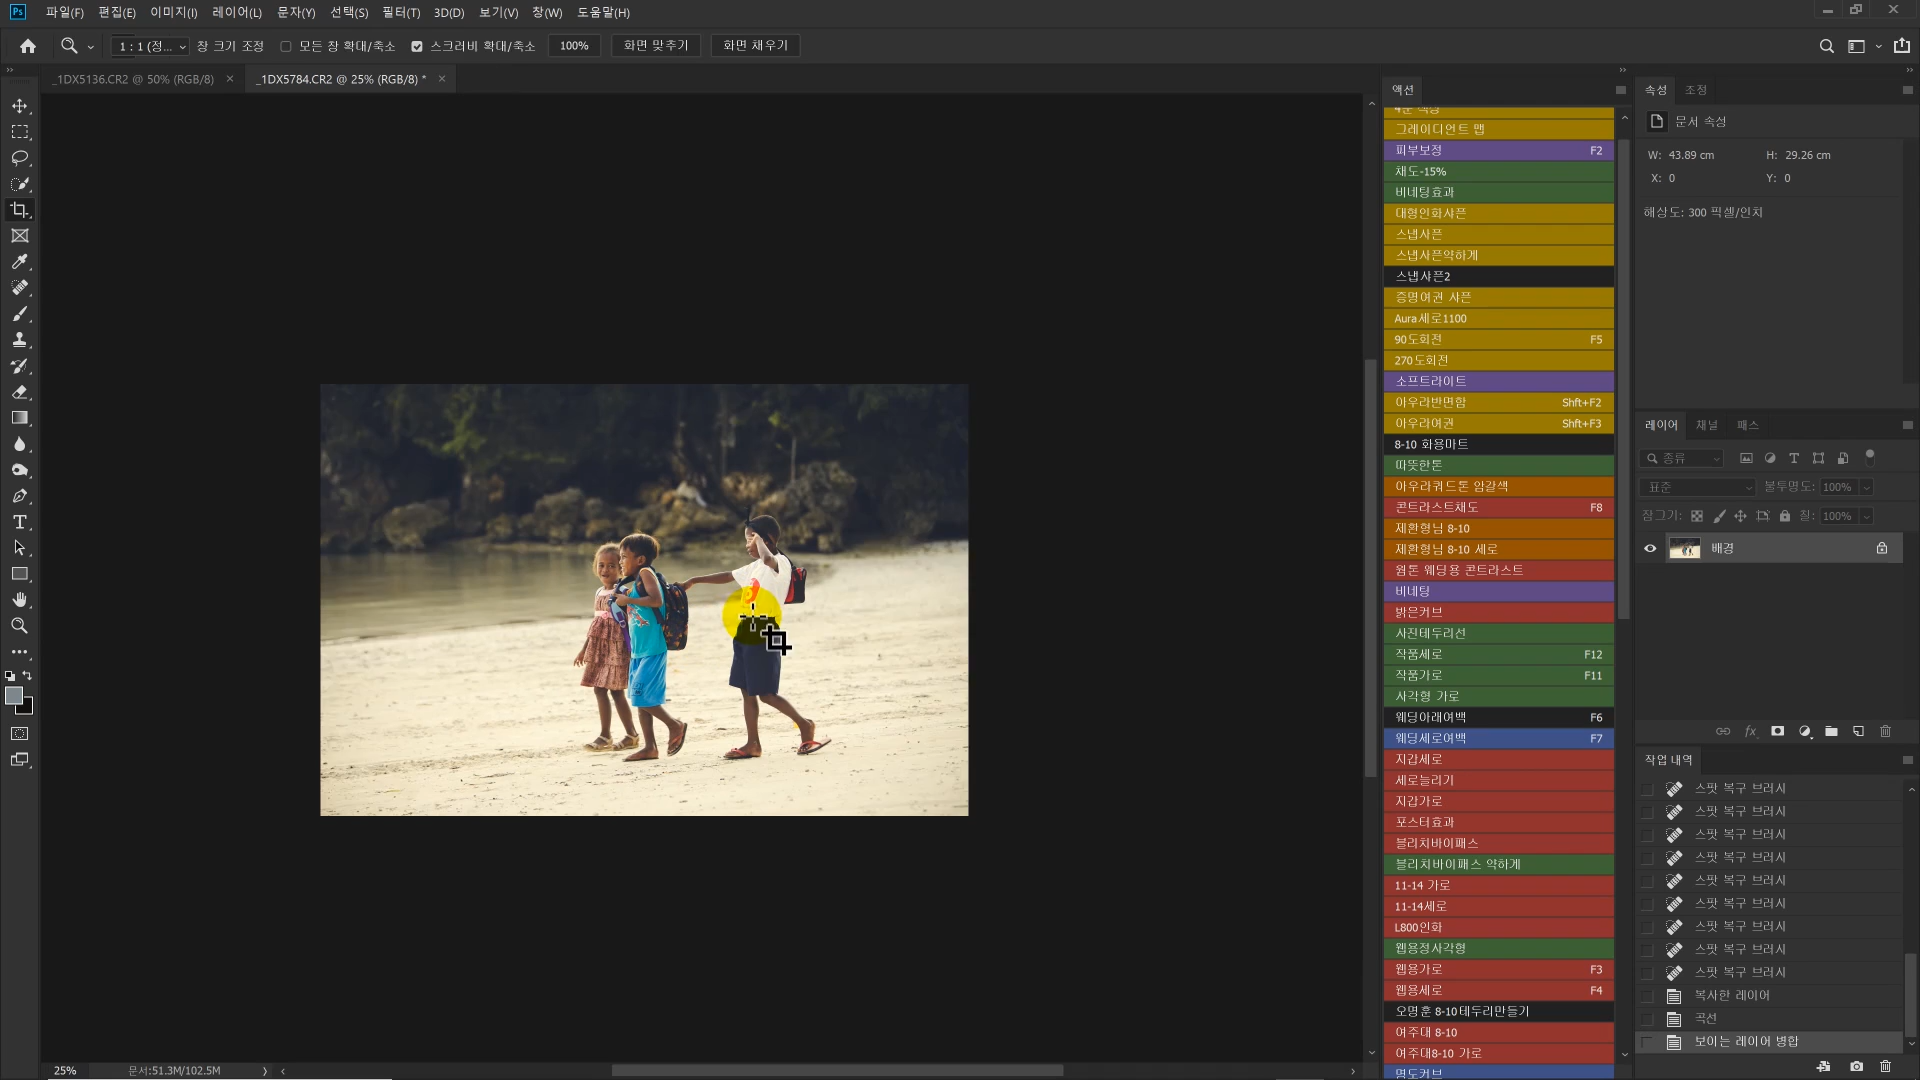 Ps 파일(F) 편집(E) 이미지(I) 레이어(L) 문자(Y) 선택(S) 필터(T) 3D(D) 보기(V) 창(W) 도움말(H)
1 : 1 (정... 창 크기 조정 모든 창 확대/축소 스크러비 확대/축소 100% 화면 맞추기 화면 채우기
_1DX5136.CR2 @ 50% (RGB/8) × _1DX5784.CR2 @ 25% (RGB/8) * ×
액션
그레이디언트 맵
피부보정 F2
채도-15%
비네팅효과
대형인화샤픈
스냅샤픈
스냅샤픈약하게
스냅샤픈2
증명여권 샤픈
Aura세로1100
90도회전 F5
270도회전
소프트라이트
아우라반명함 Shft+F2
아우라여권 Shft+F3
8-10 화용마트
따뜻한톤
아우라쿼드톤 암갈색
콘트라스트채도 F8
제환형님 8-10
제환형님 8-10 세로
웜톤 웨딩용 콘트라스트
비네팅
밝은커브
사진테두리선
작품세로 F12
작품가로 F11
사각형 가로
웨딩아래여백 F6
웨딩세로여백 F7
지갑세로
세로늘리기
지갑가로
포스터효과
블리치바이패스
블리치바이패스 약하게
11-14 가로
11-14세로
L800인화
웹용정사각형
웹용가로 F3
웹용세로 F4
오명훈 8-10테두리만들기
여주대 8-10
여주대8-10 가로
명도커브
속성 조정
문서 속성
W: 43.89 cm H: 29.26 cm
X: 0 Y: 0
해상도: 300 픽셀/인치
레이어 채널 패스
종류
표준 불투명도: 100%
잠그기: 칠: 100%
배경
fx
작업 내역
스팟 복구 브러시
스팟 복구 브러시
스팟 복구 브러시
스팟 복구 브러시
스팟 복구 브러시
스팟 복구 브러시
스팟 복구 브러시
스팟 복구 브러시
스팟 복구 브러시
복사한 레이어
곡선
보이는 레이어 병합
25% 문서:51.3M/102.5M